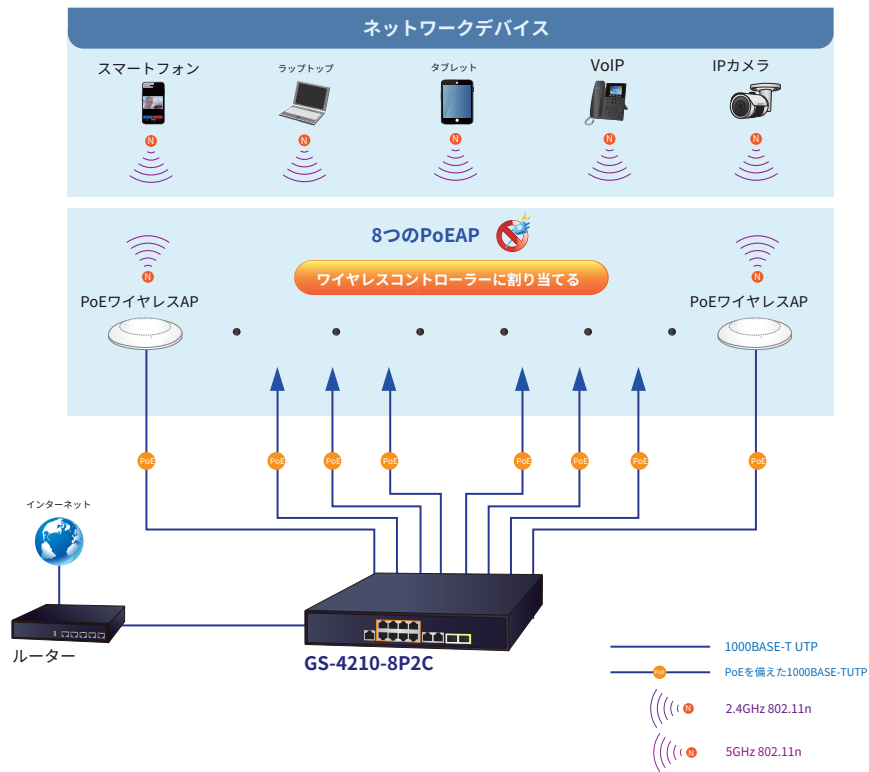 ネットワークデバイス
スマートフォン
ラップトップ
タブレット
VoIP
IPカメラ
N
N
N
N
N
8つのPoEAP
N
N
ワイヤレスコントローラーに割り当てる
PoEワイヤレスAP
PoEワイヤレスAP
PoE
PoE
PoE
PoE
PoE
PoE
PoE
PoE
インターネット
ルーター
GS-4210-8P2C
1000BASE-T UTP
PoE
PoEを備えた1000BASE-TUTP
N
2.4GHz 802.11n
N
5GHz 802.11n